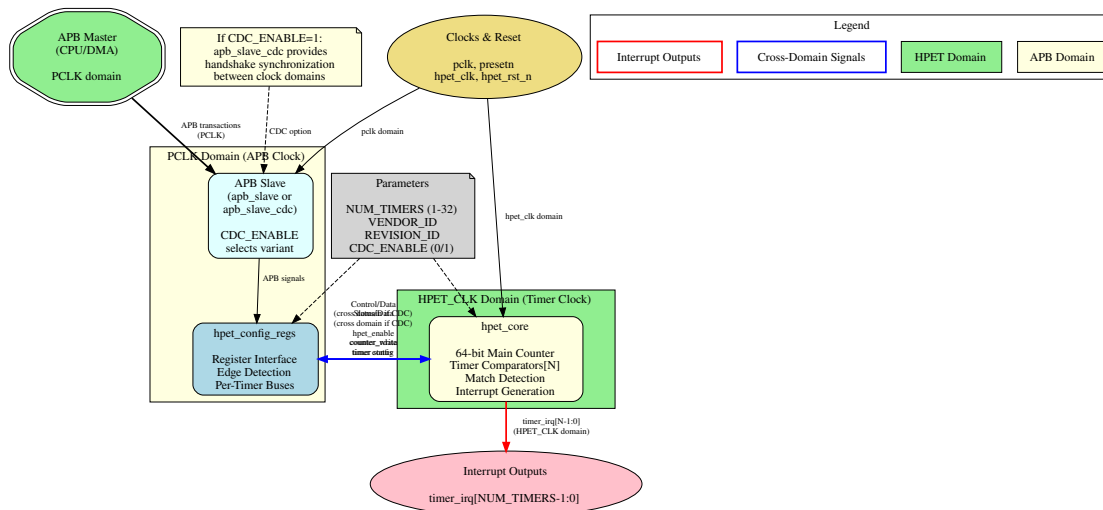 APB Master
(CPU/DMA)
PCLK domain
If CDC_ENABLE=1:
apb_slave_cdc provides
handshake synchronization
between clock domains
Clocks & Reset
pclk, presetn
hpet_clk, hpet_rst_n
Legend
Interrupt Outputs
Cross-Domain Signals
HPET Domain
APB Domain
APB transactions
(PCLK)
CDC option
pclk domain
PCLK Domain (APB Clock)
APB Slave
(apb_slave or
apb_slave_cdc)
CDC_ENABLE
selects variant
Parameters
NUM_TIMERS (1-32)
VENDOR_ID
REVISION_ID
CDC_ENABLE (0/1)
hpet_clk domain
APB signals
Control/Data
(cross domain if CDC)
(cross domain if CDC)
hpet_enable
counter_write
HPET_CLK Domain (Timer Clock)
hpet_config_regs
Register Interface
Edge Detection
Per-Timer Buses
hpet_core
64-bit Main Counter
Timer Comparators[N]
Match Detection
Interrupt Generation
timer_irq[N-1:0]
(HPET_CLK domain)
Interrupt Outputs
timer_irq[NUM_TIMERS-1:0]